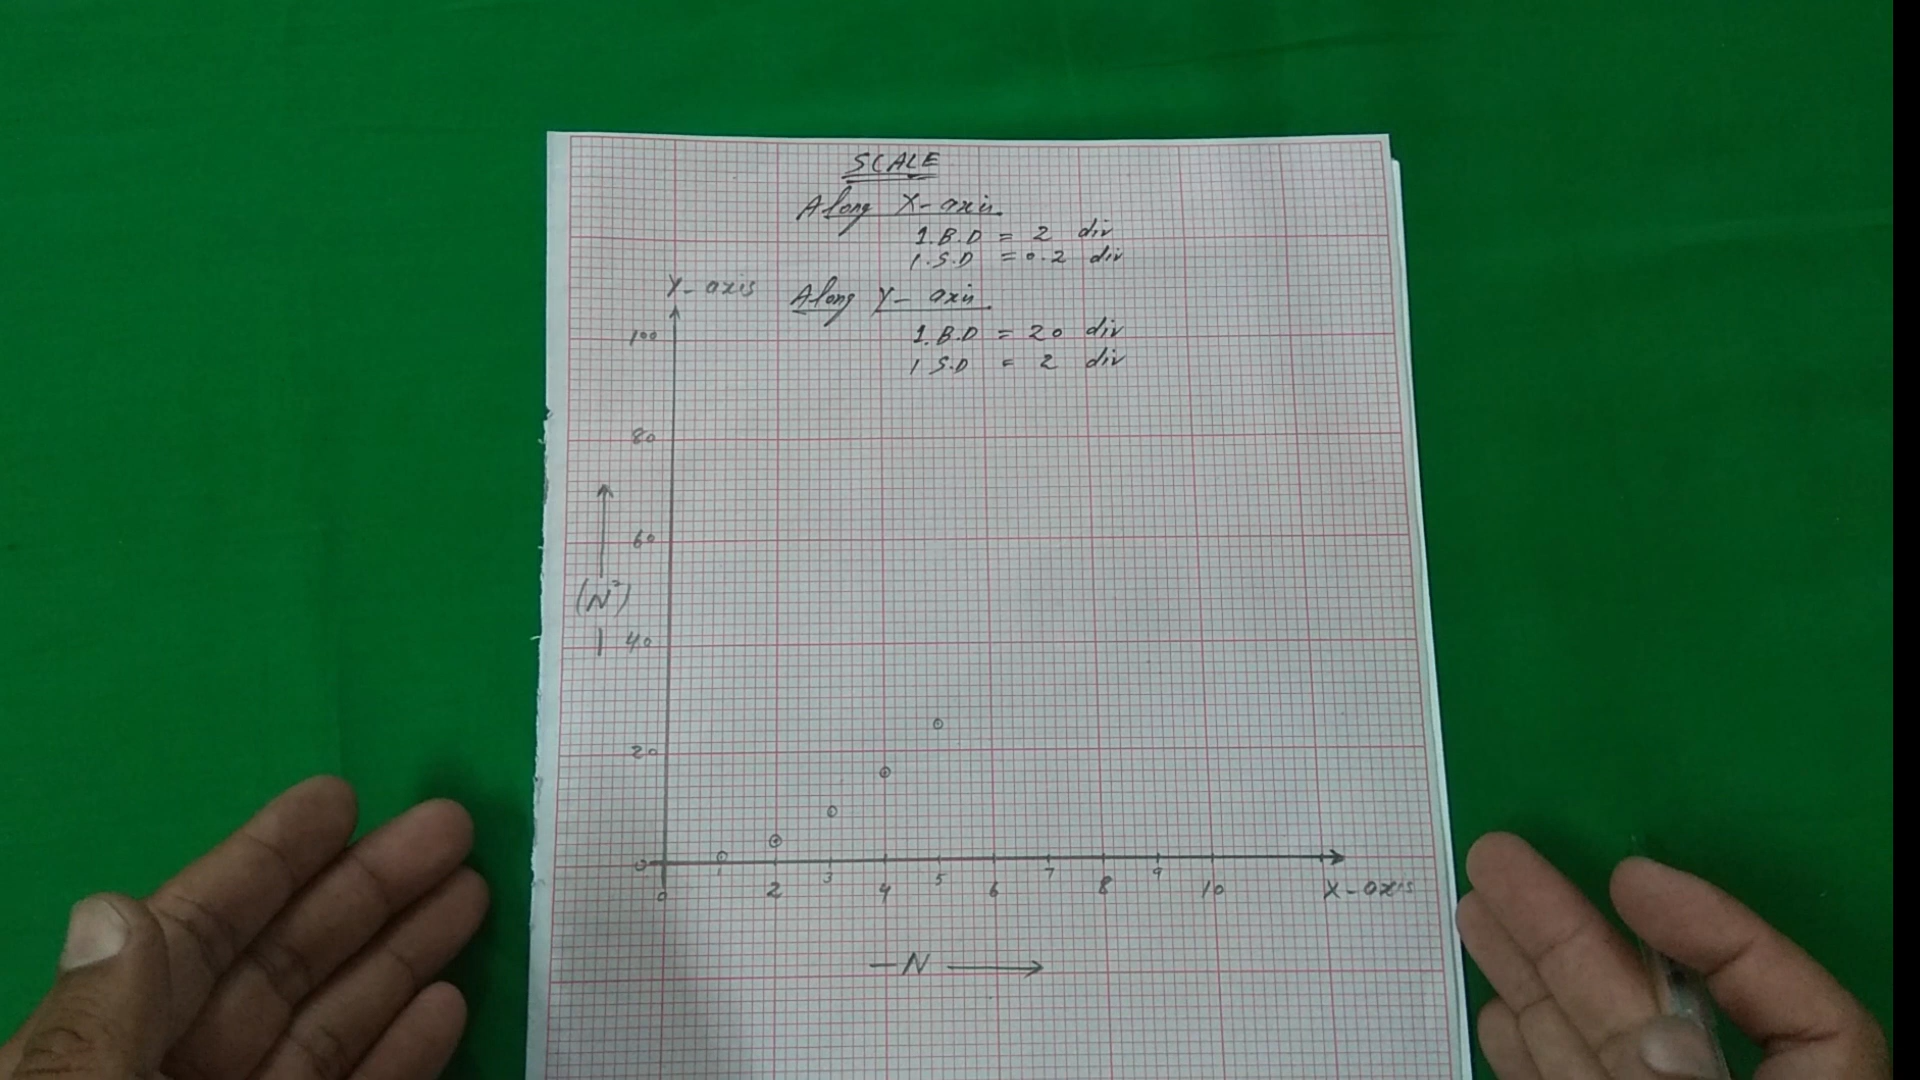 SCALE
Along X-axis
1.B.D = 2 div
1.S.D = 0.2 div
Y-axis
Along Y-axis
1.B.D = 20 div
1 S.D = 2 div
100
80
60
(N²)
40
20
0
0 1 2 3 4 5 6 7 8 9 10
X-axis
N